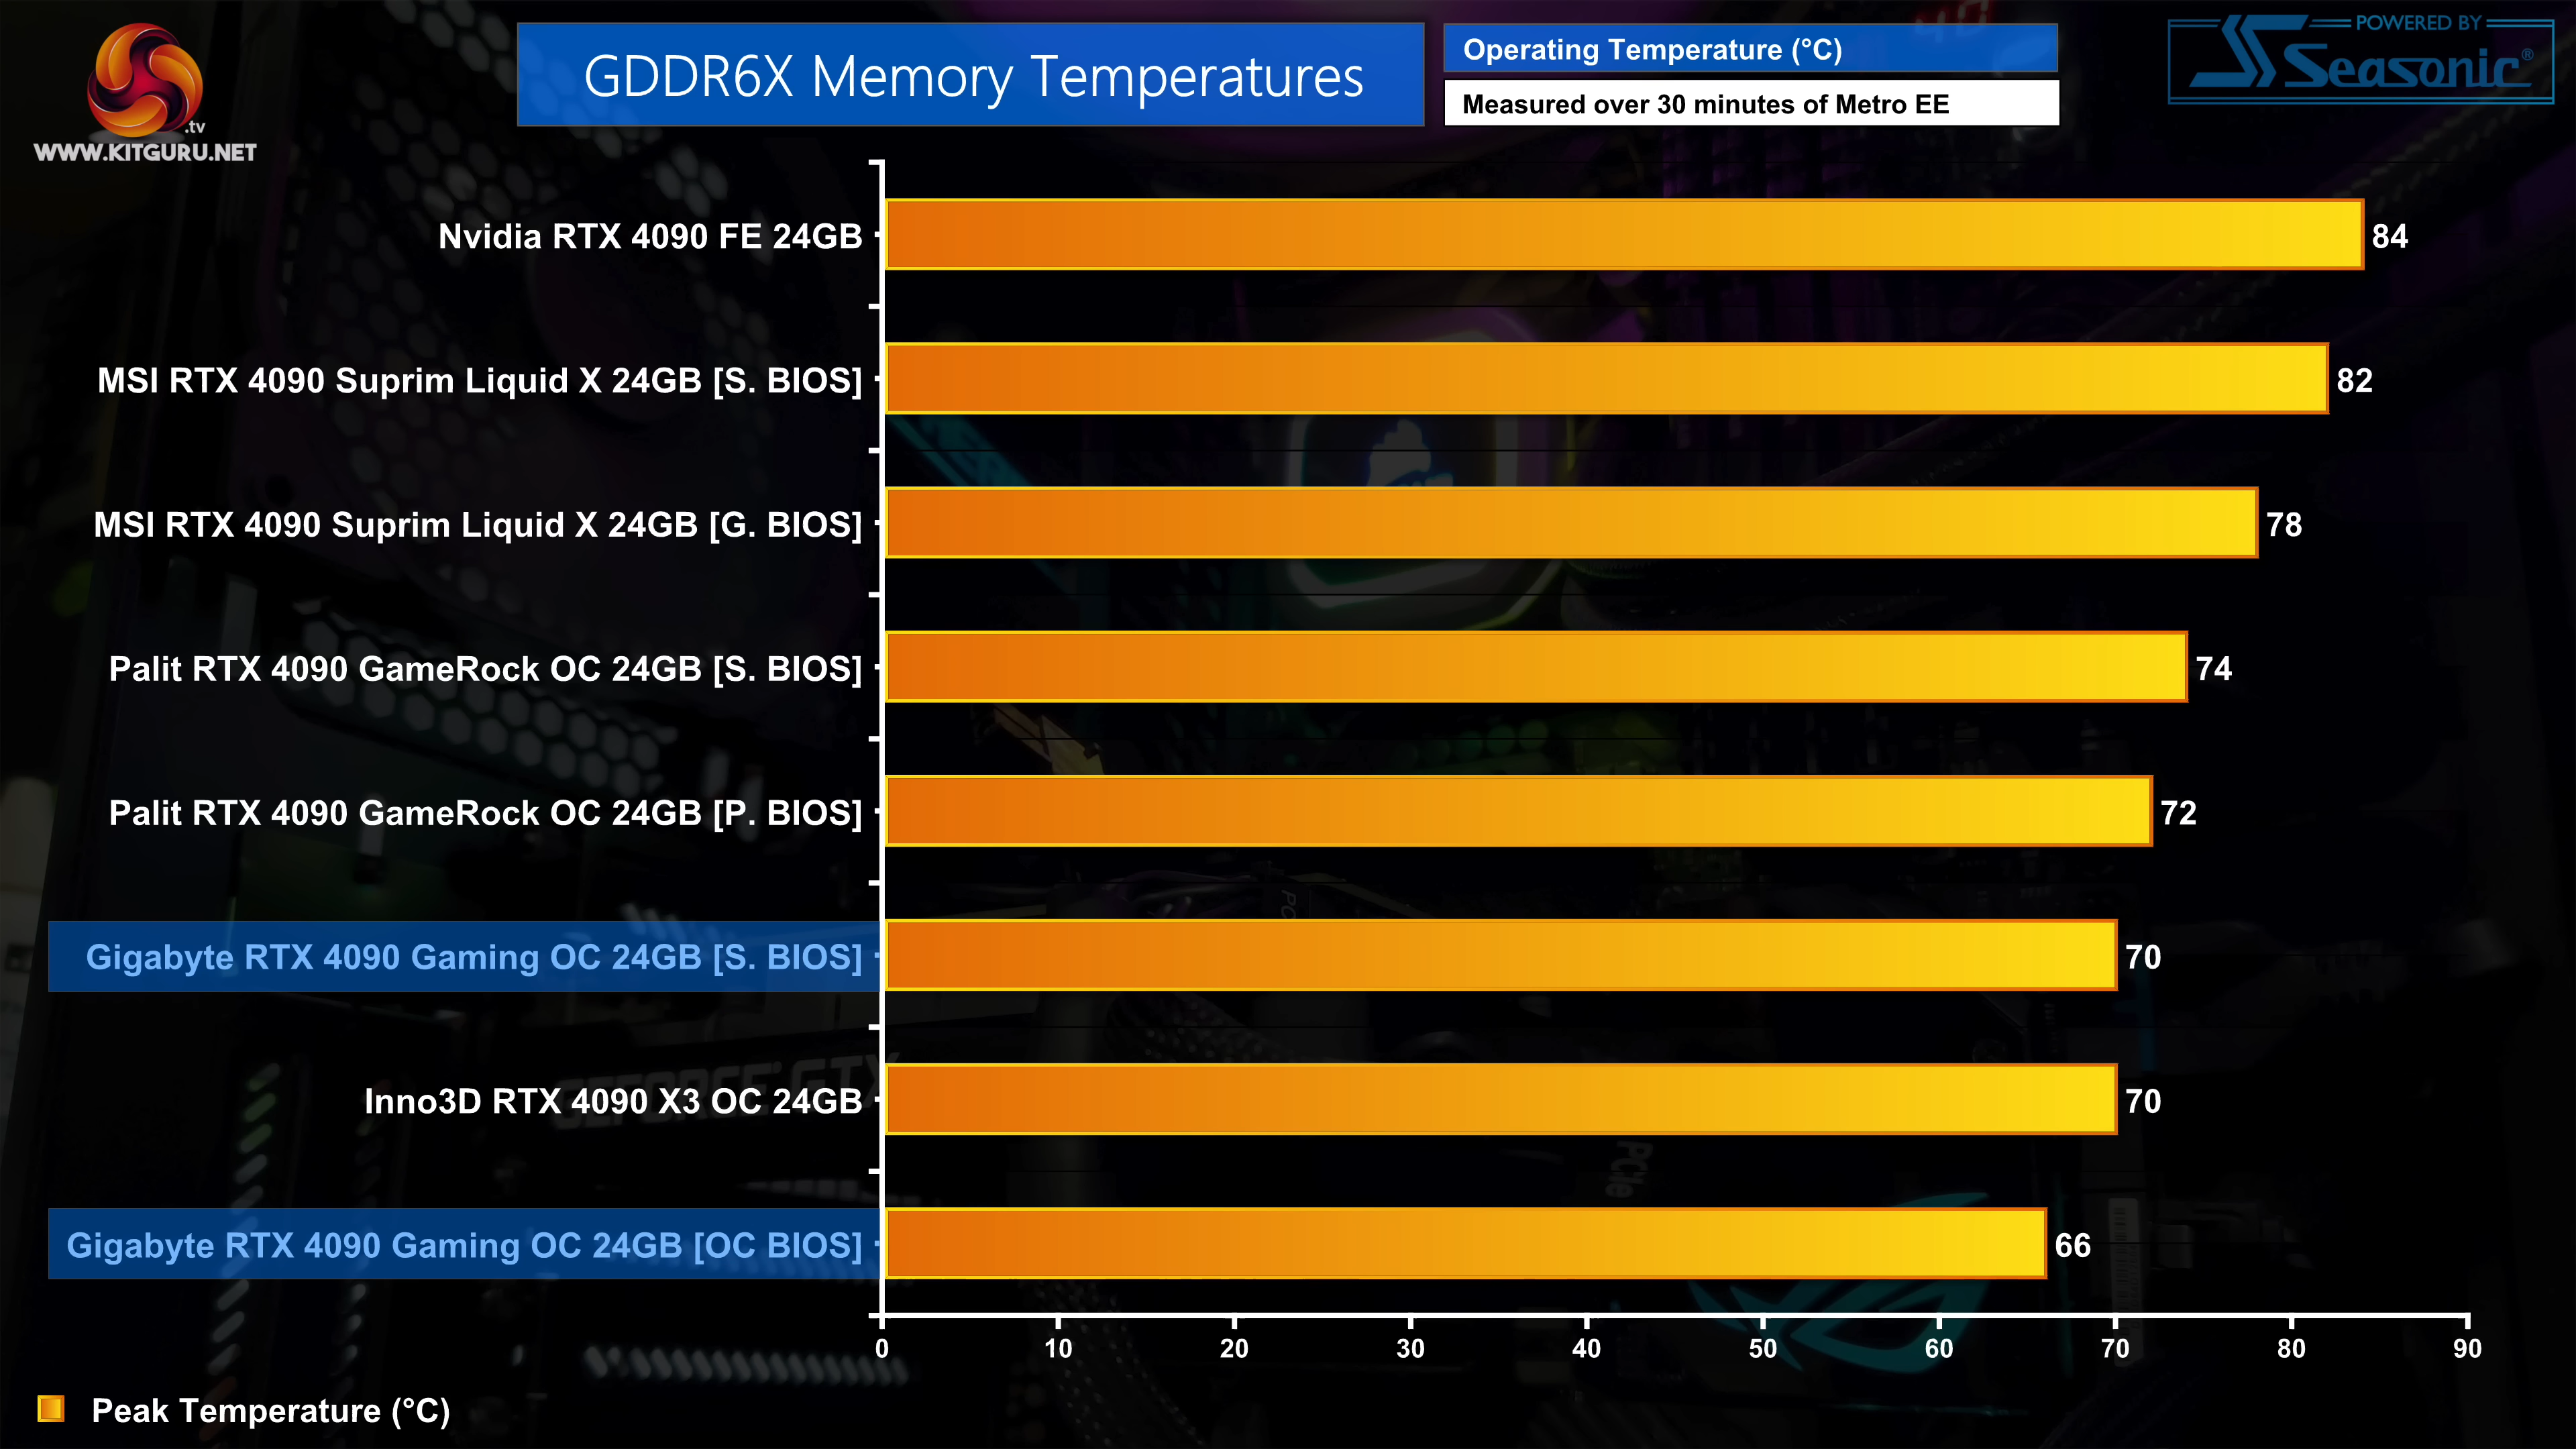 .tv
WWW.KITGURU.NET
GDDR6X Memory Temperatures
Operating Temperature (°C)
Measured over 30 minutes of Metro EE
POWERED BY
Seasonic®
Nvidia RTX 4090 FE 24GB
84
MSI RTX 4090 Suprim Liquid X 24GB [S. BIOS]
82
MSI RTX 4090 Suprim Liquid X 24GB [G. BIOS]
78
Palit RTX 4090 GameRock OC 24GB [S. BIOS]
74
Palit RTX 4090 GameRock OC 24GB [P. BIOS]
72
Gigabyte RTX 4090 Gaming OC 24GB [S. BIOS]
70
GEFORCE GTX
Inno3D RTX 4090 X3 OC 24GB
70
PCIe
Gigabyte RTX 4090 Gaming OC 24GB [OC BIOS]
66
0 10 20 30 40 50 60 70 80 90
Peak Temperature (°C)